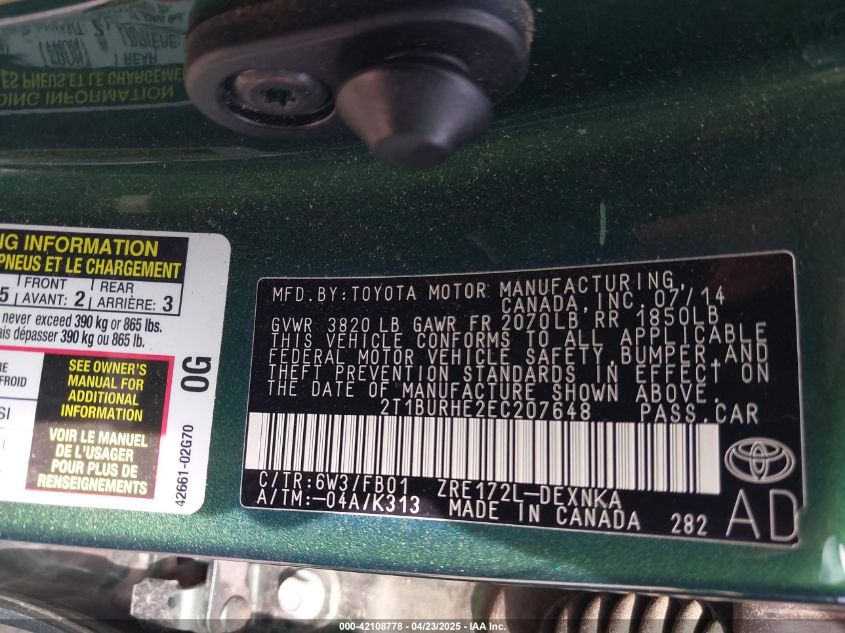 NG INFORMATION
PNEUS ET LE CHARGEMENT
5 FRONT AVANT: 2 REAR ARRIÈRE: 3
never exceed 390 kg or 865 lbs.
ais dépasser 390 kg ou 865 lb.
SEE OWNER'S
MANUAL FOR
ADDITIONAL
INFORMATION
VOIR LE MANUEL
DE L'USAGER
POUR PLUS DE
RENSEIGNEMENTS
FROID
SI
0G
42661-02G70
MFD.BY:TOYOTA MOTOR MANUFACTURING,
CANADA, INC. 07/14
GVWR 3820 LB GAWR FR 2070LB, RR 1850LB
THIS VEHICLE CONFORMS TO ALL APPLICABLE
FEDERAL MOTOR VEHICLE SAFETY, BUMPER, AND
THEFT PREVENTION STANDARDS IN EFFECT ON
THE DATE OF MANUFACTURE SHOWN ABOVE.
2T1BURHE2EC207648 PASS.CAR
C/TR:6W3/FB01 ZRE172L-DEXNKA
A/TM:-04A/K313 MADE IN CANADA 282
AD
000-42108778 - 04/23/2025 - IAA Inc.